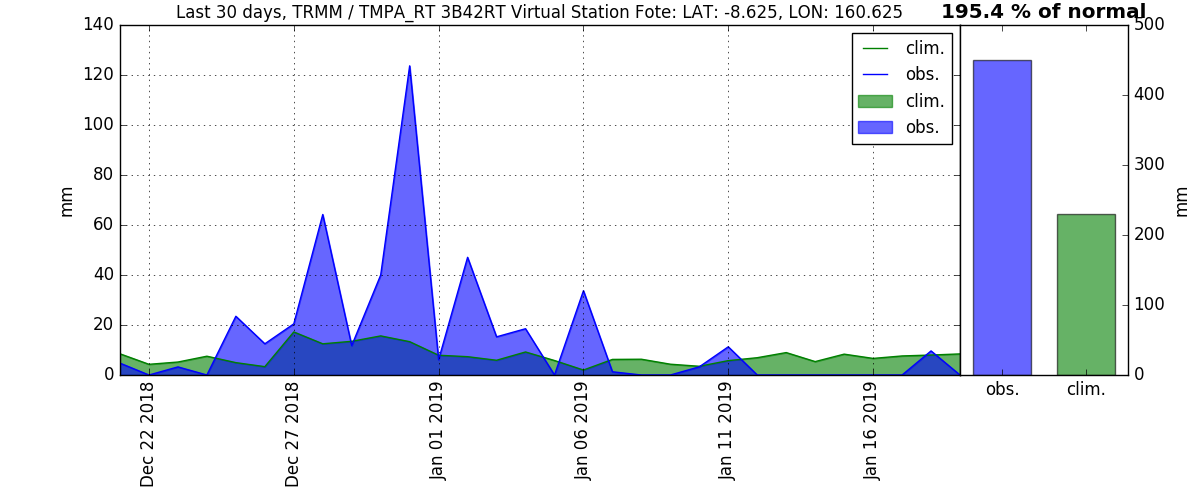 Last 30 days, TRMM / TMPA_RT 3B42RT Virtual Station Fote: LAT: -8.625, LON: 160.625
195.4 % of normal
140
120
100
80
60
40
20
0
mm
clim.
obs.
clim.
obs.
Dec 22 2018
Dec 27 2018
Jan 01 2019
Jan 06 2019
Jan 11 2019
Jan 16 2019
500
400
300
200
100
0
mm
obs.
clim.